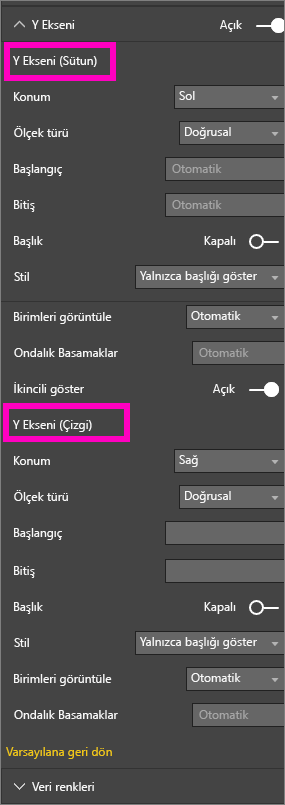 Y Ekseni Açık
Y Ekseni (Sütun)
Konum Sol
Ölçek türü Doğrusal
Başlangıç Otomatik
Bitiş Otomatik
Başlık Kapalı
Stil Yalnızca başlığı göster
Birimleri görüntüle Otomatik
Ondalık Basamaklar Otomatik
İkincili göster Açık
Y Ekseni (Çizgi)
Konum Sağ
Ölçek türü Doğrusal
Başlangıç
Bitiş
Başlık Kapalı
Stil Yalnızca başlığı göster
Birimleri görüntüle Otomatik
Ondalık Basamaklar Otomatik
Varsayılana geri dön
Veri renkleri